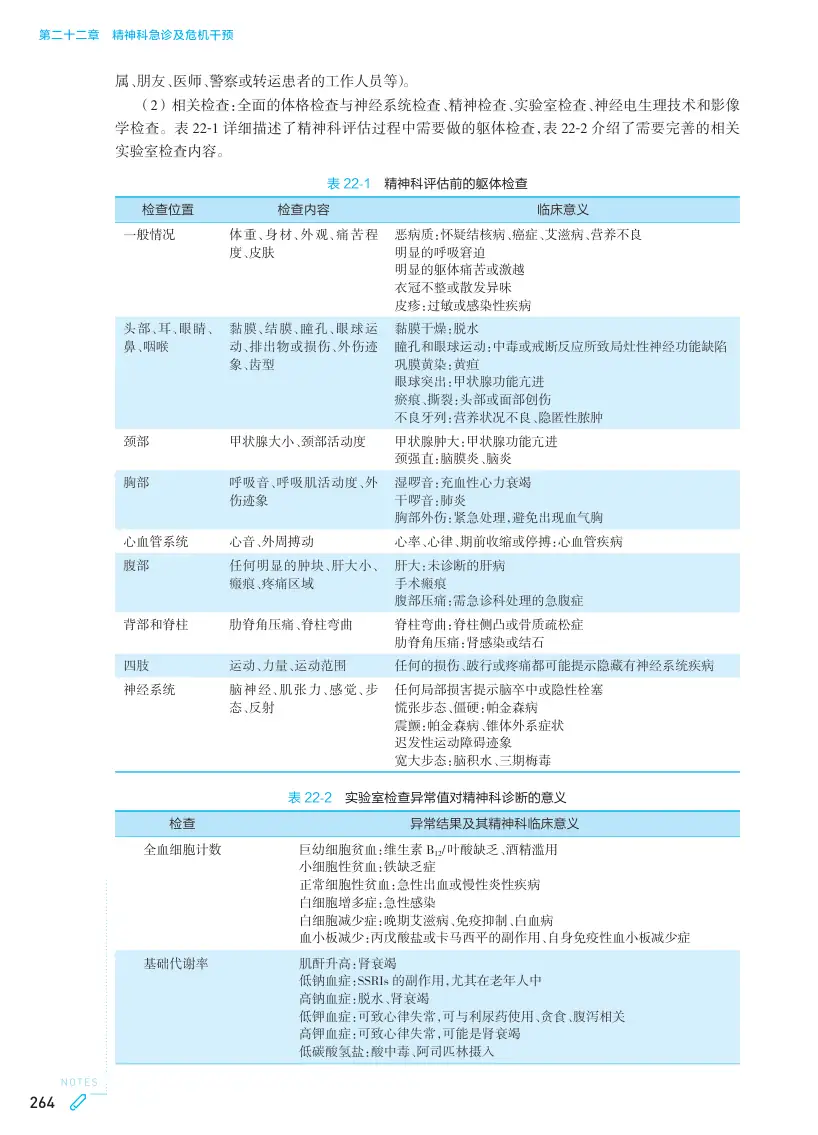 第二十二章 精神科急诊及危机干预
属、朋友、医师、警察或转运患者的工作人员等)。
（2）相关检查：全面的体格检查与神经系统检查、精神检查、实验室检查、神经电生理技术和影像
学检查。表 22-1 详细描述了精神科评估过程中需要做的躯体检查，表 22-2 介绍了需要完善的相关
实验室检查内容。
表 22-1 精神科评估前的躯体检查
检查位置 检查内容 临床意义
一般情况 体重、身材、外观、痛苦程 恶病质：怀疑结核病、癌症、艾滋病、营养不良
度、皮肤 明显的呼吸窘迫
明显的躯体痛苦或激越
衣冠不整或散发异味
皮疹：过敏或感染性疾病
头部、耳、眼睛、 黏膜、结膜、瞳孔、眼球运 黏膜干燥：脱水
鼻、咽喉 动、排出物或损伤、外伤迹 瞳孔和眼球运动：中毒或戒断反应所致局灶性神经功能缺陷
象、齿型 巩膜黄染：黄疸
眼球突出：甲状腺功能亢进
瘀痕、撕裂：头部或面部创伤
不良牙列：营养状况不良、隐匿性脓肿
颈部 甲状腺大小、颈部活动度 甲状腺肿大：甲状腺功能亢进
颈强直：脑膜炎、脑炎
胸部 呼吸音、呼吸肌活动度、外 湿啰音：充血性心力衰竭
伤迹象 干啰音：肺炎
胸部外伤：紧急处理，避免出现血气胸
心血管系统 心音、外周搏动 心率、心律、期前收缩或停搏：心血管疾病
腹部 任何明显的肿块、肝大小、 肝大：未诊断的肝病
瘢痕、疼痛区域 手术瘢痕
腹部压痛：需急诊科处理的急腹症
背部和脊柱 肋脊角压痛、脊柱弯曲 脊柱弯曲：脊柱侧凸或骨质疏松症
肋脊角压痛：肾感染或结石
四肢 运动、力量、运动范围 任何的损伤、跛行或疼痛都可能提示隐藏有神经系统疾病
神经系统 脑神经、肌张力、感觉、步 任何局部损害提示脑卒中或隐性栓塞
态、反射 慌张步态、僵硬：帕金森病
震颤：帕金森病、锥体外系症状
迟发性运动障碍迹象
宽大步态：脑积水、三期梅毒
表 22-2 实验室检查异常值对精神科诊断的意义
检查 异常结果及其精神科临床意义
全血细胞计数 巨幼细胞贫血：维生素 B₁₂/叶酸缺乏、酒精滥用
小细胞性贫血：铁缺乏症
正常细胞性贫血：急性出血或慢性炎性疾病
白细胞增多症：急性感染
白细胞减少症：晚期艾滋病、免疫抑制、白血病
血小板减少：丙戊酸盐或卡马西平的副作用、自身免疫性血小板减少症
基础代谢率 肌酐升高：肾衰竭
低钠血症：SSRIs 的副作用，尤其在老年人中
高钠血症：脱水、肾衰竭
低钾血症：可致心律失常，可与利尿药使用、贪食、腹泻相关
高钾血症：可致心律失常，可能是肾衰竭
低碳酸氢盐：酸中毒、阿司匹林摄入
NOTES
264